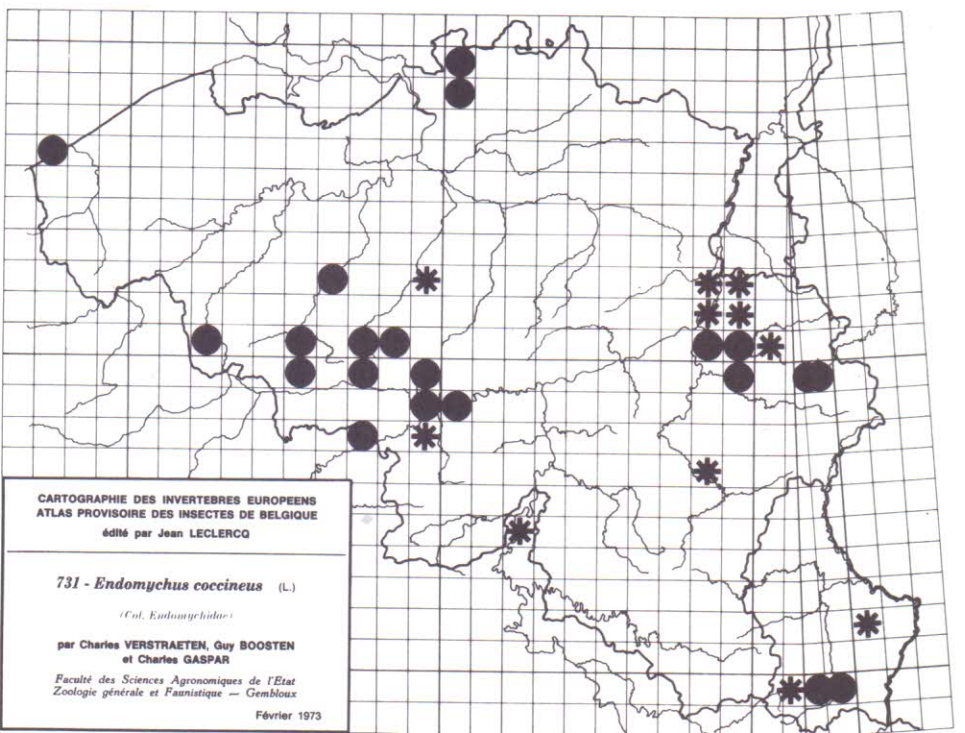 CARTOGRAPHIE DES INVERTEBRES EUROPEENS
ATLAS PROVISOIRE DES INSECTES DE BELGIQUE
édité par Jean LECLERCQ
731 - Endomychus coccineus (L.)
(Col. Endomychidae)
par Charles VERSTRAETEN, Guy BOOSTEN
et Charles GASPAR
Faculté des Sciences Agronomiques de l'Etat
Zoologie générale et Faunistique — Gembloux
Février 1973